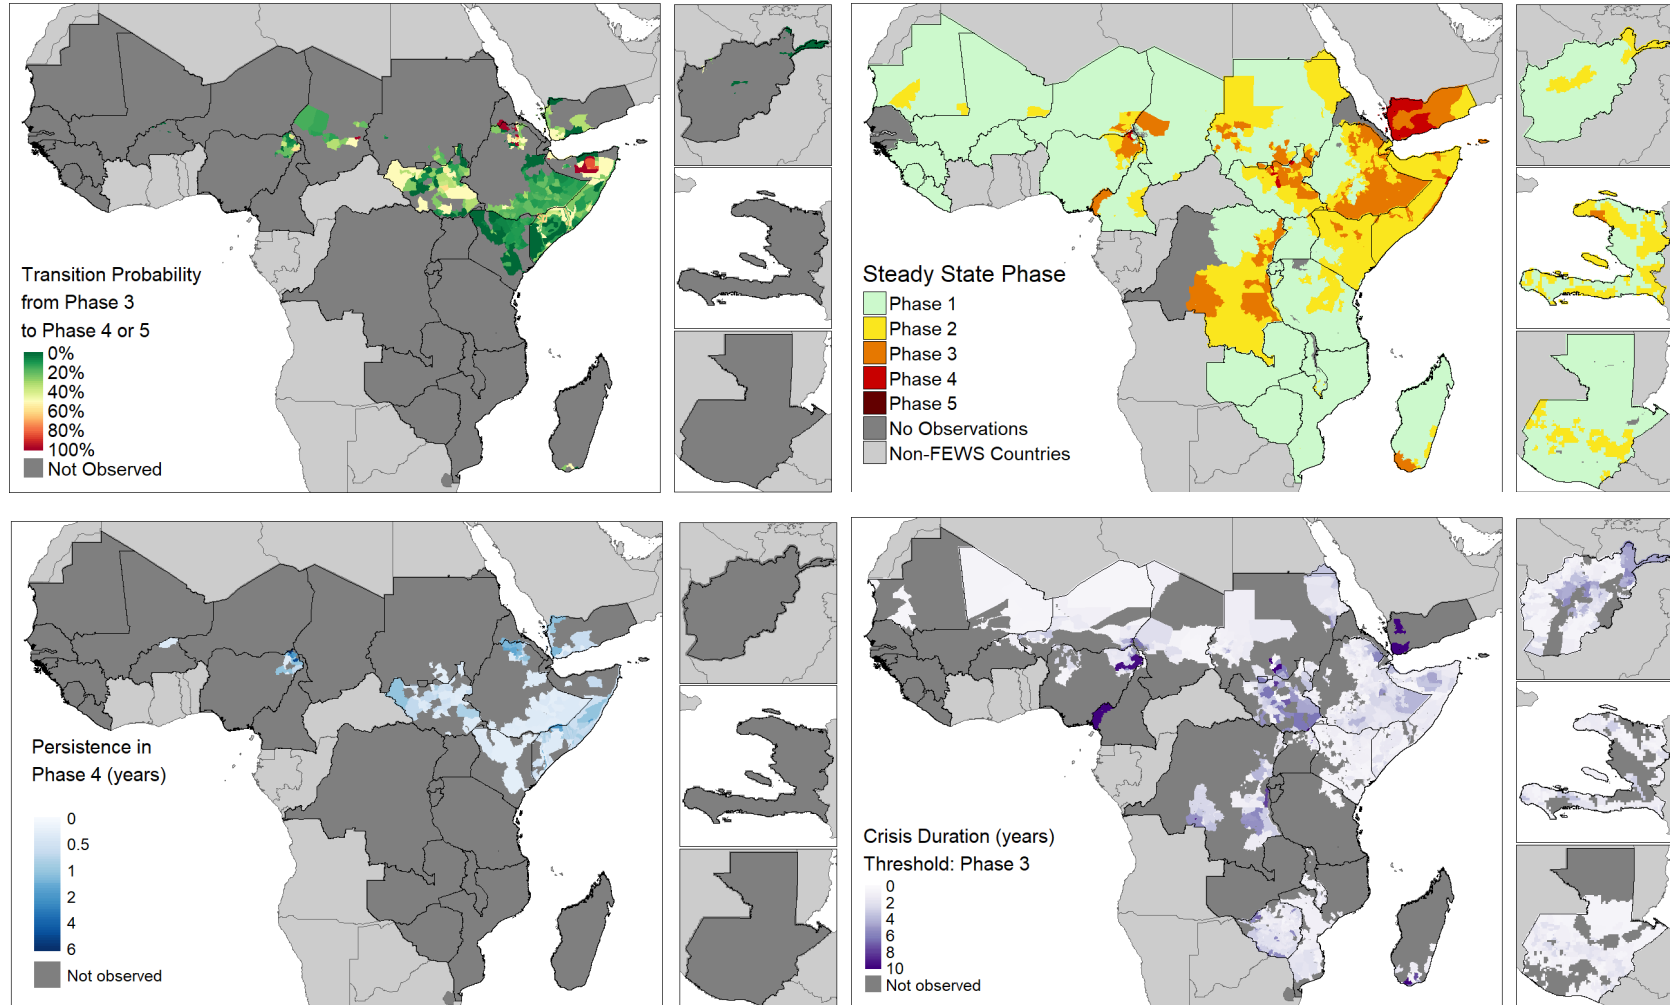 Transition Probability
from Phase 3
to Phase 4 or 5
0%
20%
40%
60%
80%
100%
Not Observed
Steady State Phase
Phase 1
Phase 2
Phase 3
Phase 4
Phase 5
No Observations
Non-FEWS Countries
Persistence in
Phase 4 (years)
0
0.5
1
2
4
6
Not observed
Crisis Duration (years)
Threshold: Phase 3
0
2
4
6
8
10
Not observed